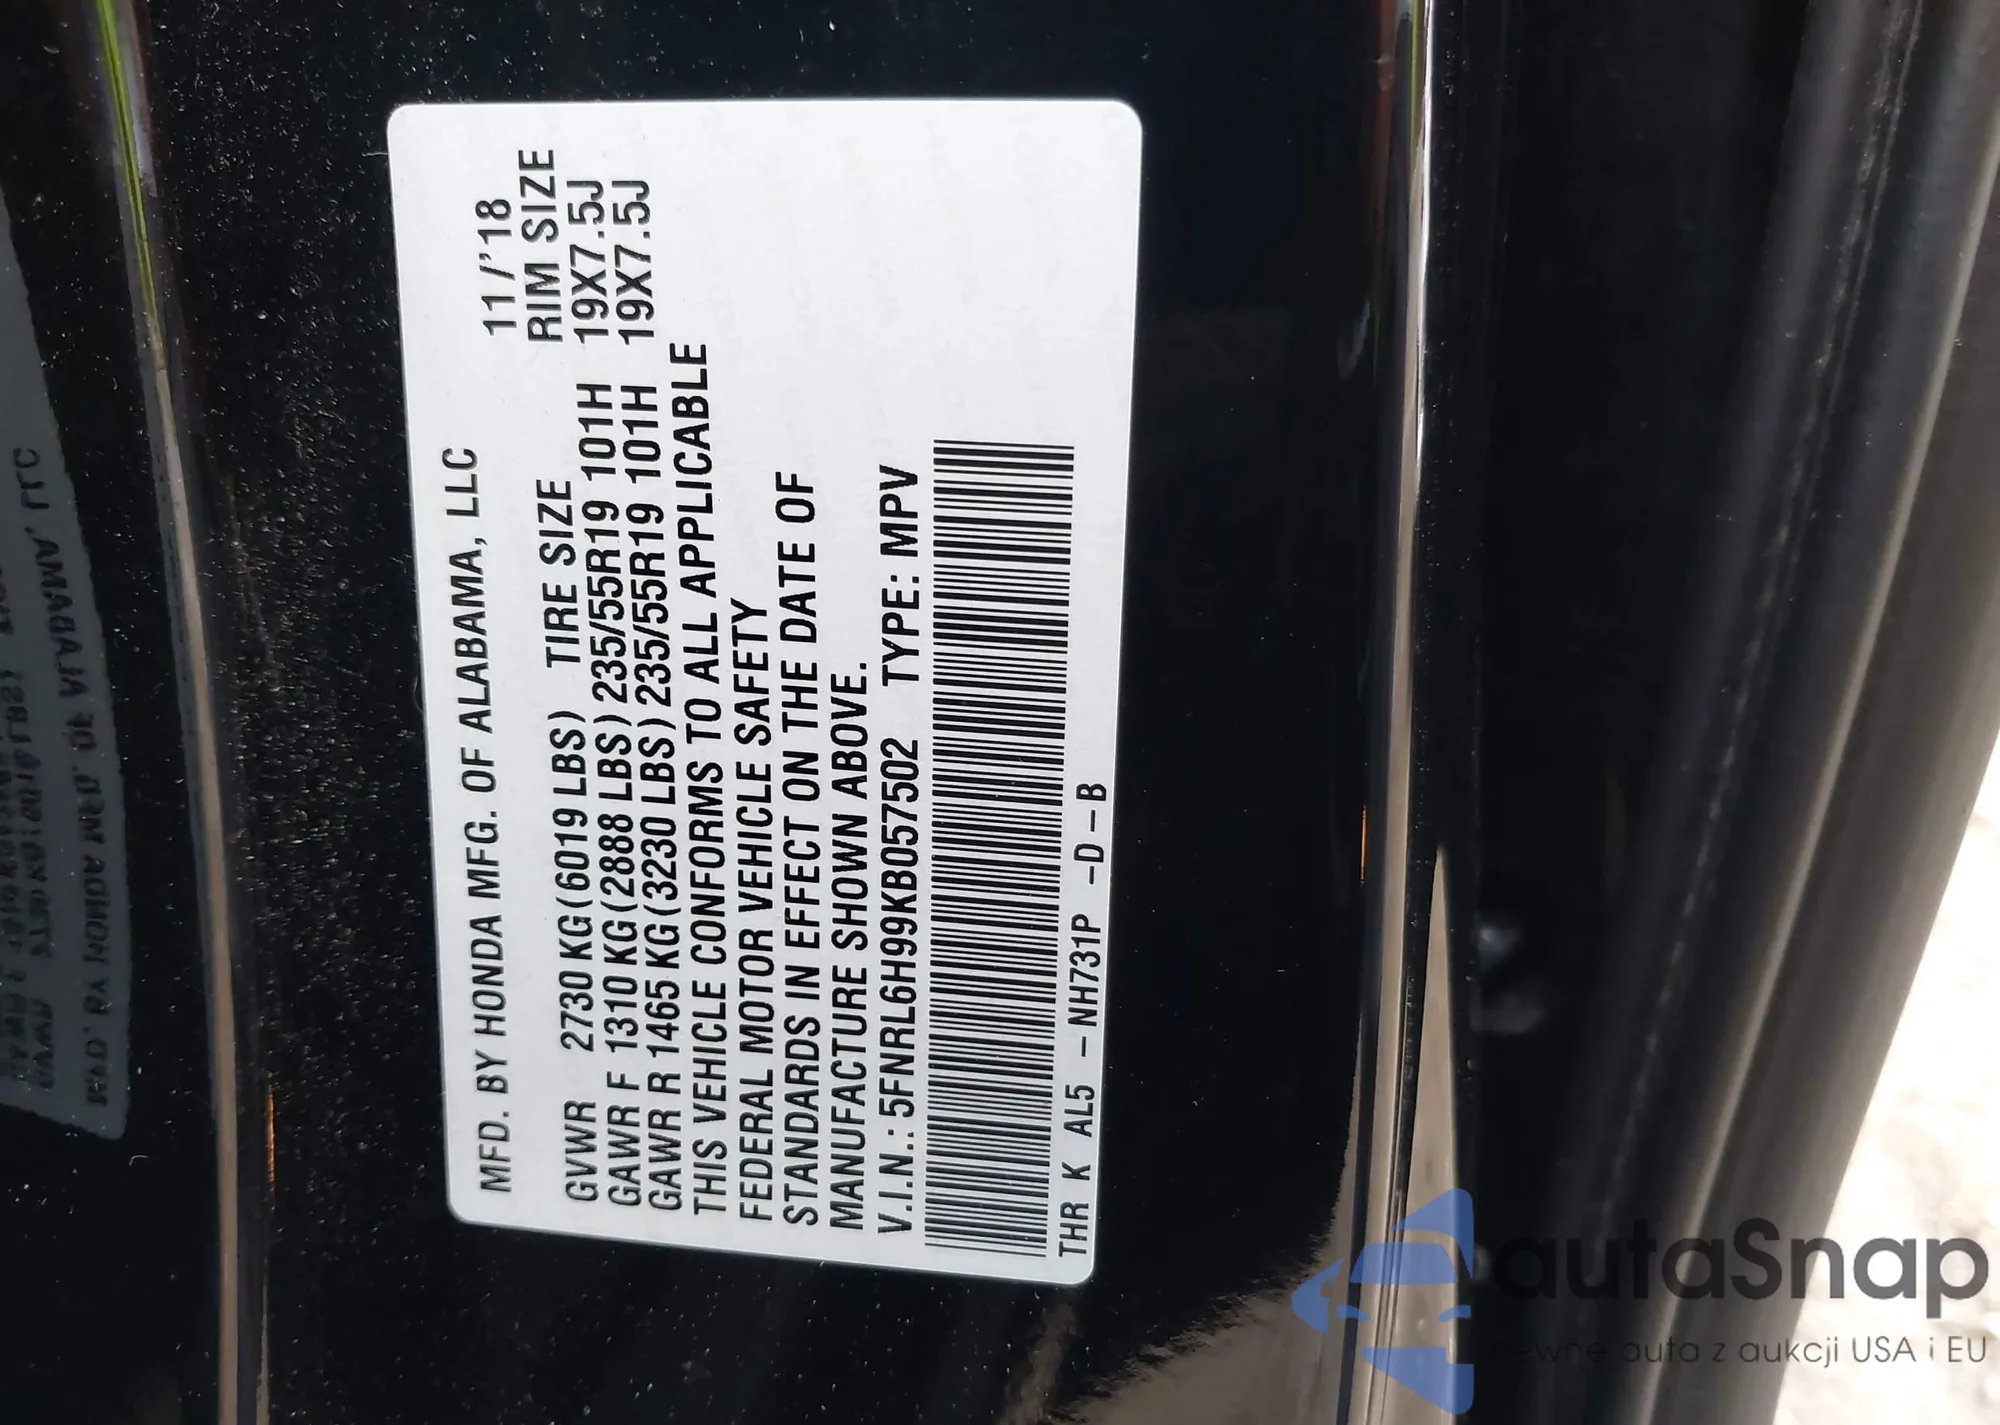 MFD. BY HONDA MFG. OF ALABAMA, LLC 11/'18
TIRE SIZE RIM SIZE
GVWR 2730 KG(6019 LBS)
GAWR F 1310 KG(2888 LBS) 235/55R19 101H 19X7.5J
GAWR R 1465 KG(3230 LBS) 235/55R19 101H 19X7.5J
THIS VEHICLE CONFORMS TO ALL APPLICABLE
FEDERAL MOTOR VEHICLE SAFETY
STANDARDS IN EFFECT ON THE DATE OF
MANUFACTURE SHOWN ABOVE.
V.I.N.: 5FNRL6H99KB057502 TYPE: MPV
THR K AL5 -NH731P -D-B
autaSnap
pewne auta z aukcji USA i EU